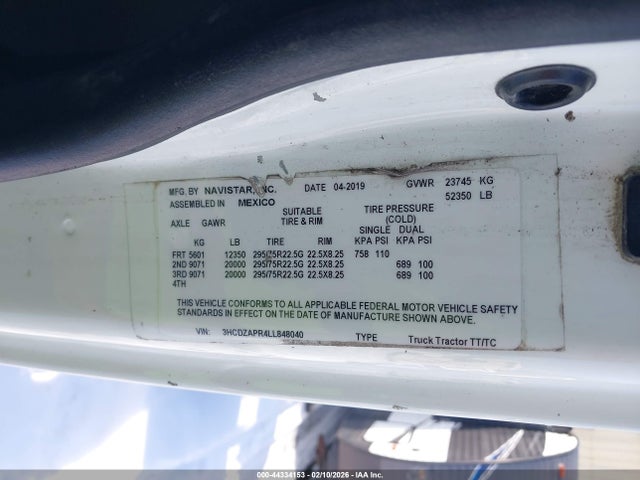 MFG. BY NAVISTAR, INC. DATE 04-2019 GVWR 23745 KG
ASSEMBLED IN MEXICO 52350 LB
SUITABLE TIRE PRESSURE
AXLE GAWR TIRE & RIM (COLD)
SINGLE DUAL
KG LB TIRE RIM KPA PSI KPA PSI
FRT 5601 12350 295/75R22.5G 22.5X8.25 758 110
2ND 9071 20000 295/75R22.5G 22.5X8.25 689 100
3RD 9071 20000 295/75R22.5G 22.5X8.25 689 100
4TH
THIS VEHICLE CONFORMS TO ALL APPLICABLE FEDERAL MOTOR VEHICLE SAFETY
STANDARDS IN EFFECT ON THE DATE OF MANUFACTURE SHOWN ABOVE.
VIN: 3HCDZAPR4LL848040 TYPE Truck Tractor TT/TC
000-44334153 - 02/10/2026 - IAA Inc.